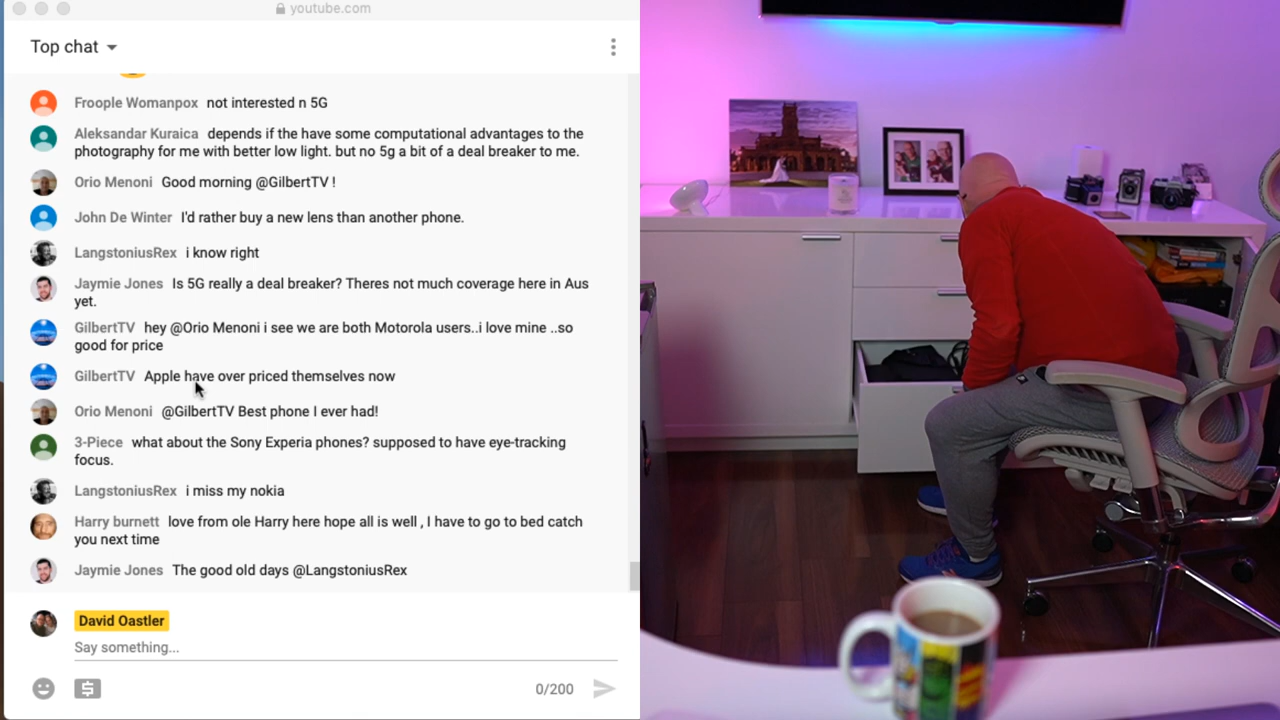 youtube.com
Top chat
Froople Womanpox not interested n 5G
Aleksandar Kuraica depends if the have some computational advantages to the
photography for me with better low light. but no 5g a bit of a deal breaker to me.
Orio Menoni Good morning @GilbertTV !
John De Winter I'd rather buy a new lens than another phone.
LangstoniusRex i know right
Jaymie Jones Is 5G really a deal breaker? Theres not much coverage here in Aus
yet.
GilbertTV hey @Orio Menoni i see we are both Motorola users..i love mine ..so
good for price
GilbertTV Apple have over priced themselves now
Orio Menoni @GilbertTV Best phone I ever had!
3-Piece what about the Sony Experia phones? supposed to have eye-tracking
focus.
LangstoniusRex i miss my nokia
Harry burnett love from ole Harry here hope all is well , I have to go to bed catch
you next time
Jaymie Jones The good old days @LangstoniusRex
David Oastler
Say something...
0/200